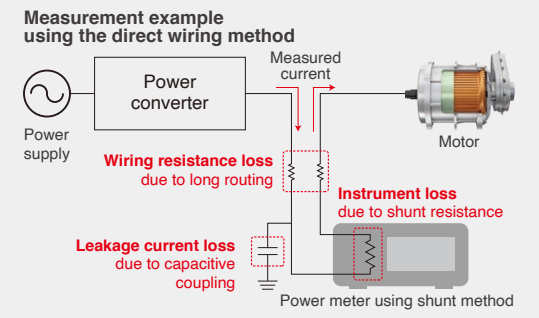 Measurement example
using the direct wiring method
Measured
current
Power
converter
Power
supply
Motor
Wiring resistance loss
due to long routing
Instrument loss
due to shunt resistance
Leakage current loss
due to capacitive
coupling
Power meter using shunt method